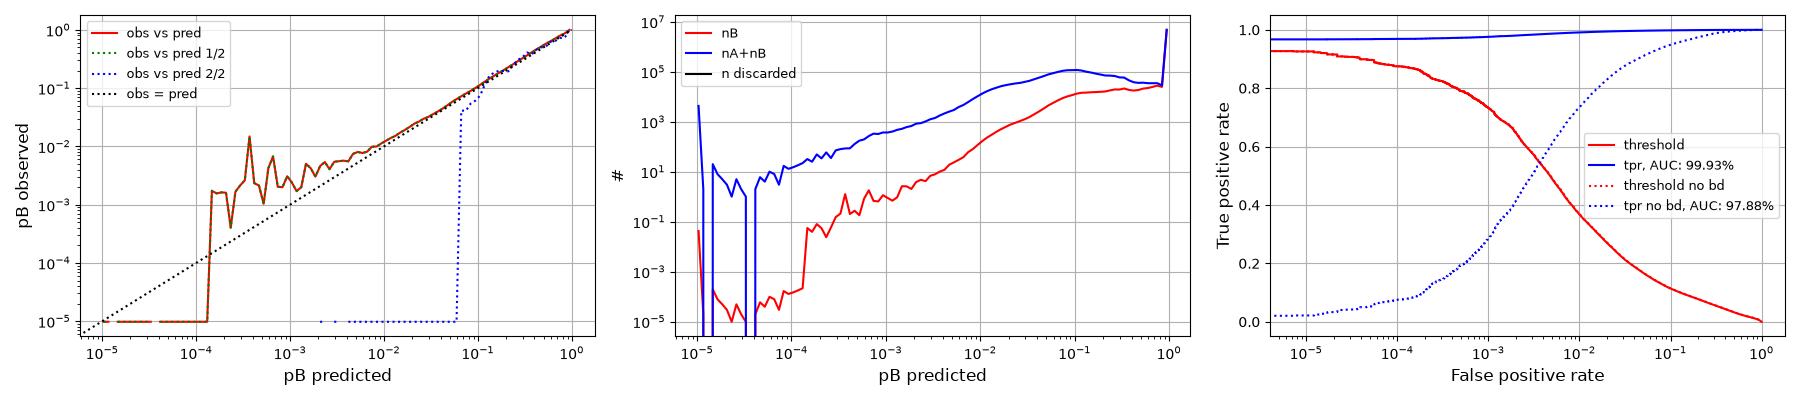 pB observed
10⁰
10⁻¹
10⁻²
10⁻³
10⁻⁴
10⁻⁵
obs vs pred
obs vs pred 1/2
obs vs pred 2/2
obs = pred
10⁻⁵ 10⁻⁴ 10⁻³ 10⁻² 10⁻¹ 10⁰
pB predicted
#
10⁷
10⁵
10³
10¹
10⁻¹
10⁻³
10⁻⁵
nB
nA+nB
n discarded
10⁻⁵ 10⁻⁴ 10⁻³ 10⁻² 10⁻¹ 10⁰
pB predicted
True positive rate
1.0
0.8
0.6
0.4
0.2
0.0
threshold
tpr, AUC: 99.93%
threshold no bd
tpr no bd, AUC: 97.88%
10⁻⁵ 10⁻⁴ 10⁻³ 10⁻² 10⁻¹ 10⁰
False positive rate